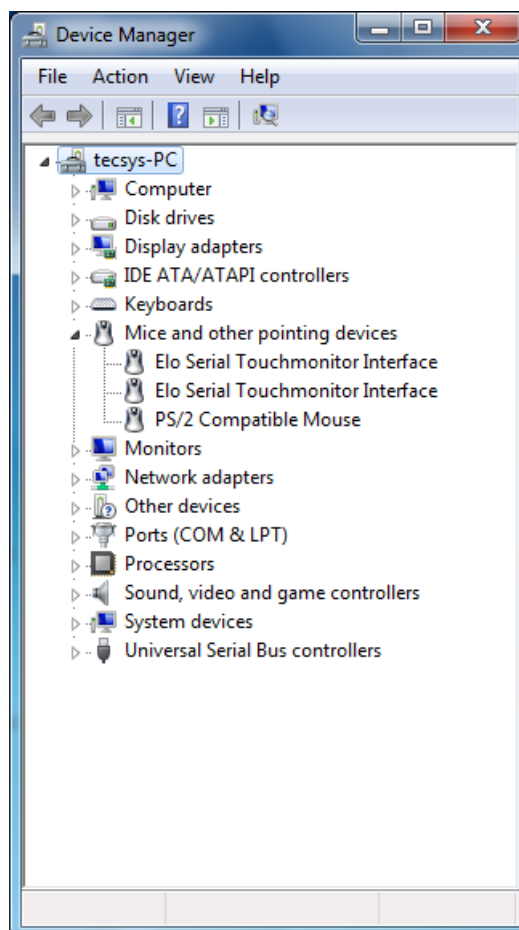 Device Manager
File Action View Help
tecsys-PC
Computer
Disk drives
Display adapters
IDE ATA/ATAPI controllers
Keyboards
Mice and other pointing devices
Elo Serial Touchmonitor Interface
Elo Serial Touchmonitor Interface
PS/2 Compatible Mouse
Monitors
Network adapters
Other devices
Ports (COM & LPT)
Processors
Sound, video and game controllers
System devices
Universal Serial Bus controllers